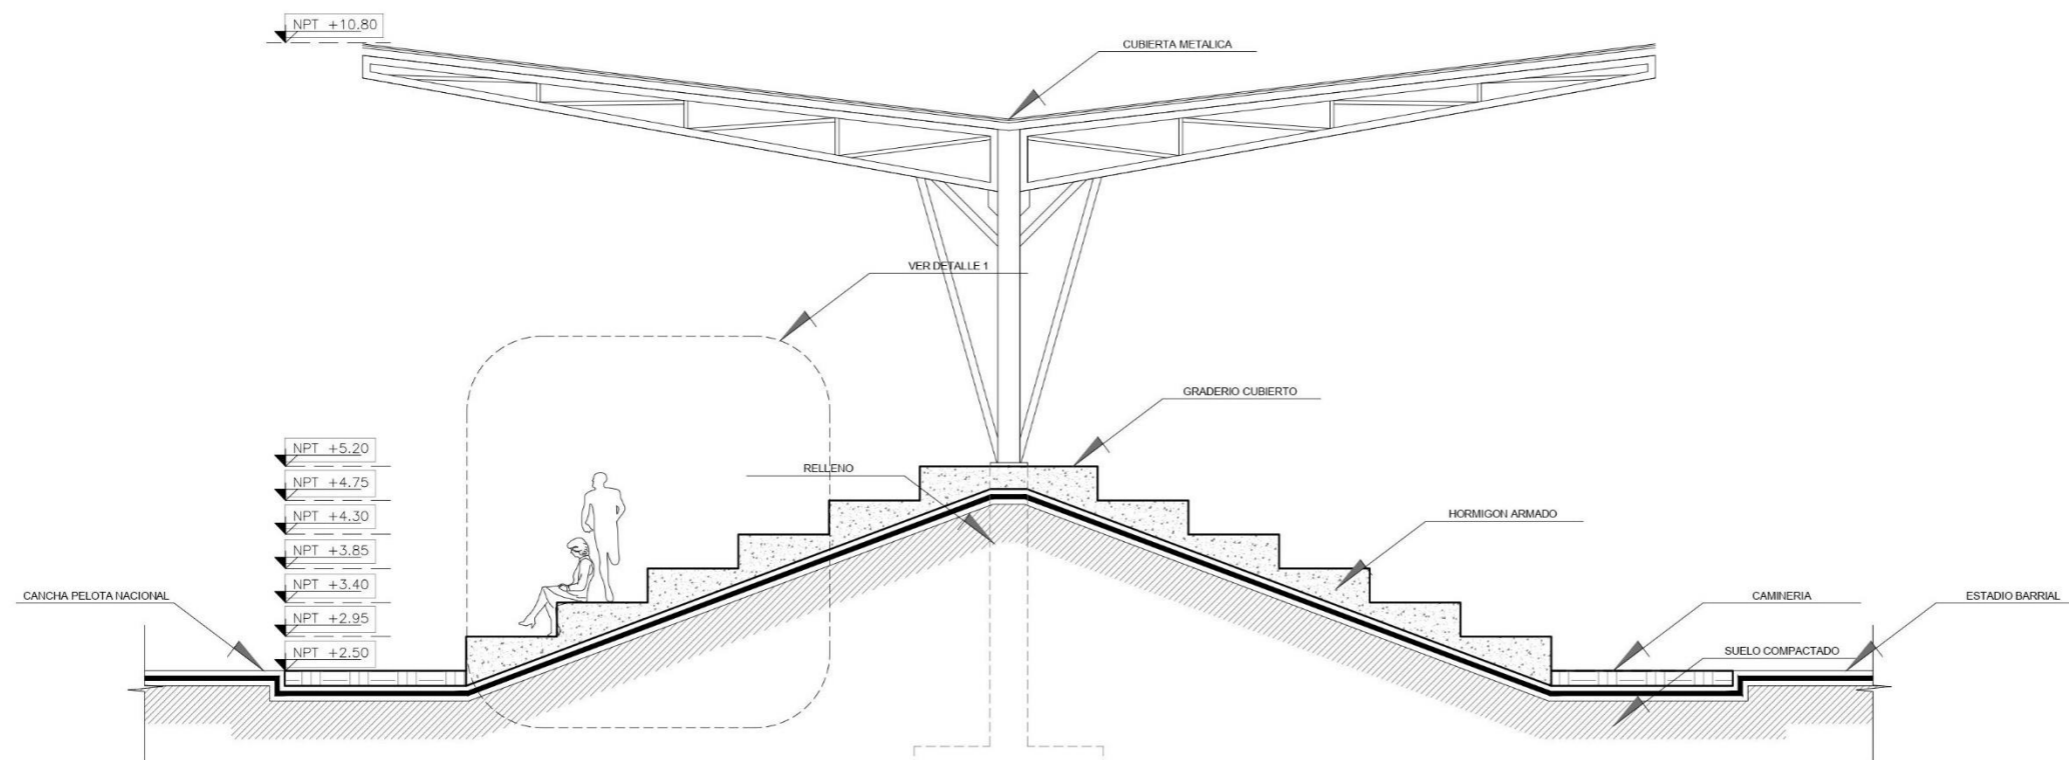 NPT +10.80
CUBIERTA METALICA
VER DETALLE 1
GRADERIO CUBIERTO
NPT +5.20
RELLENO
NPT +4.75
NPT +4.30
HORMIGON ARMADO
NPT +3.85
NPT +3.40
CANCHA PELOTA NACIONAL
CAMINERIA
ESTADIO BARRIAL
NPT +2.95
NPT +2.50
SUELO COMPACTADO